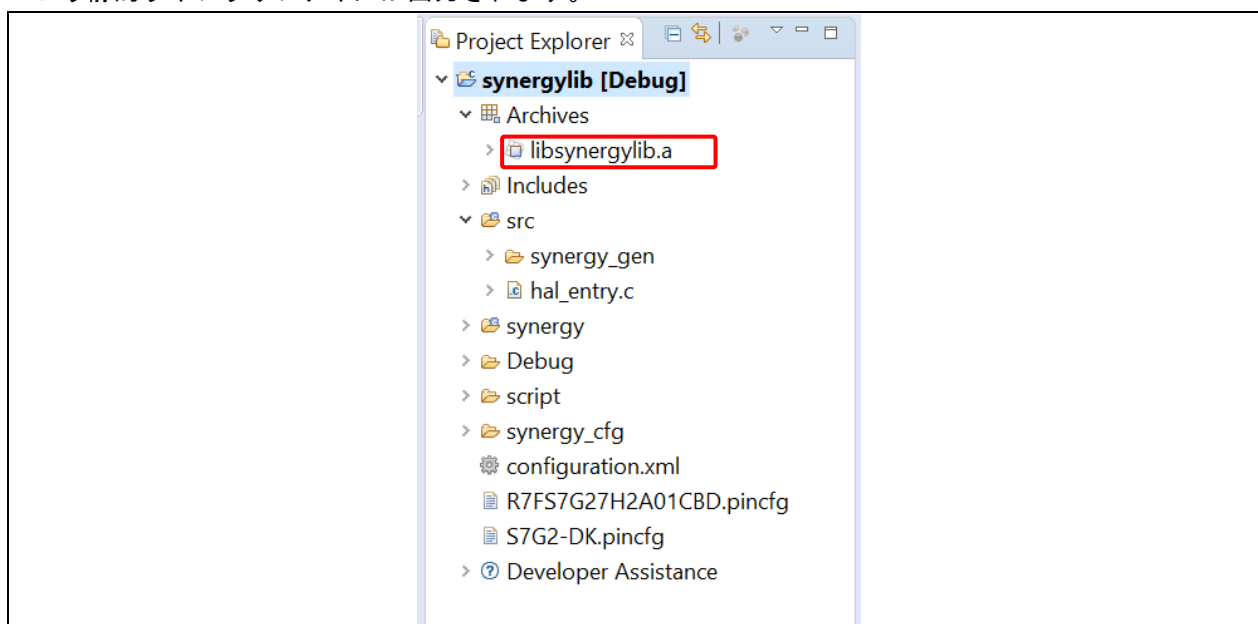 Project Explorer
synergylib [Debug]
Archives
libsynergylib.a
Includes
src
synergy_gen
hal_entry.c
synergy
Debug
script
synergy_cfg
configuration.xml
R7FS7G27H2A01CBD.pincfg
S7G2-DK.pincfg
Developer Assistance